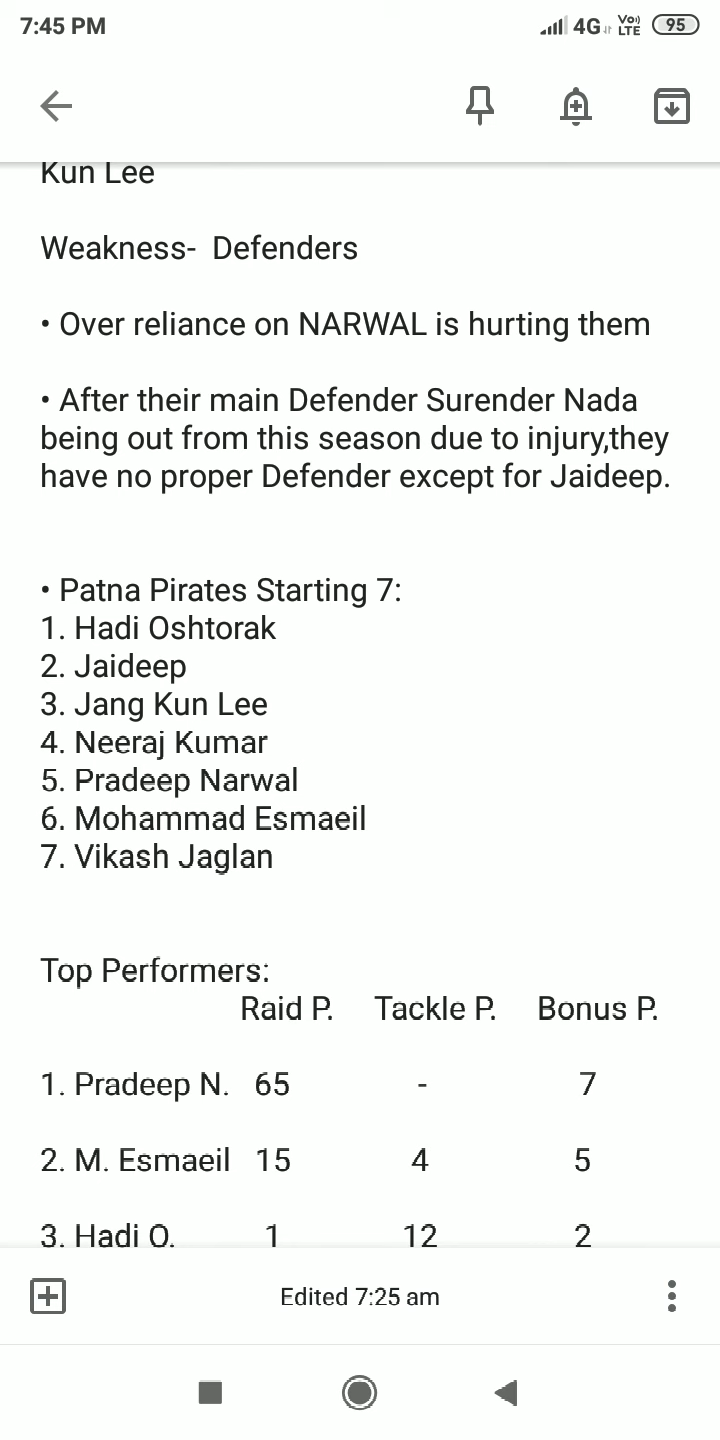 7:45 PM
4G
Vo)
LTE
95
Kun Lee
Weakness-  Defenders
• Over reliance on NARWAL is hurting them
• After their main Defender Surender Nada
being out from this season due to injury,they
have no proper Defender except for Jaideep.
• Patna Pirates Starting 7:
1. Hadi Oshtorak
2. Jaideep
3. Jang Kun Lee
4. Neeraj Kumar
5. Pradeep Narwal
6. Mohammad Esmaeil
7. Vikash Jaglan
Top Performers:
Raid P. Tackle P. Bonus P.
1. Pradeep N. 65 - 7
2. M. Esmaeil 15 4 5
3. Hadi O. 1 12 2
Edited 7:25 am